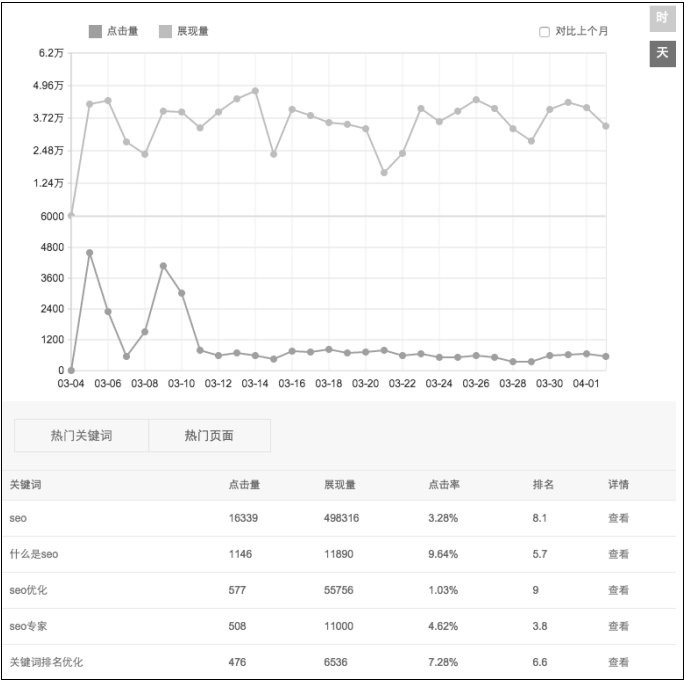 点击量 展现量 对比上个月 时
天
6.2万
4.96万
3.72万
2.48万
1.24万
6000
4800
3600
2400
1200
0
03-04 03-06 03-08 03-10 03-12 03-14 03-16 03-18 03-20 03-22 03-24 03-26 03-28 03-30 04-01
热门关键词 热门页面
关键词 点击量 展现量 点击率 排名 详情
seo 16339 498316 3.28% 8.1 查看
什么是seo 1146 11890 9.64% 5.7 查看
seo优化 577 55756 1.03% 9 查看
seo专家 508 11000 4.62% 3.8 查看
关键词排名优化 476 6536 7.28% 6.6 查看